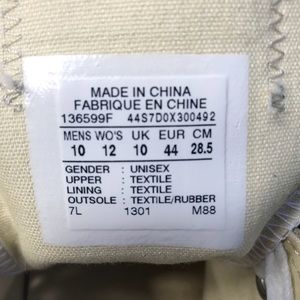 MADE IN CHINA
FABRIQUE EN CHINE
136599F 44S7D0X300492
MENS WO'S UK EUR CM
10 12 10 44 28.5
GENDER : UNISEX
UPPER : TEXTILE
LINING : TEXTILE
OUTSOLE : TEXTILE/RUBBER
7L 1301 M88